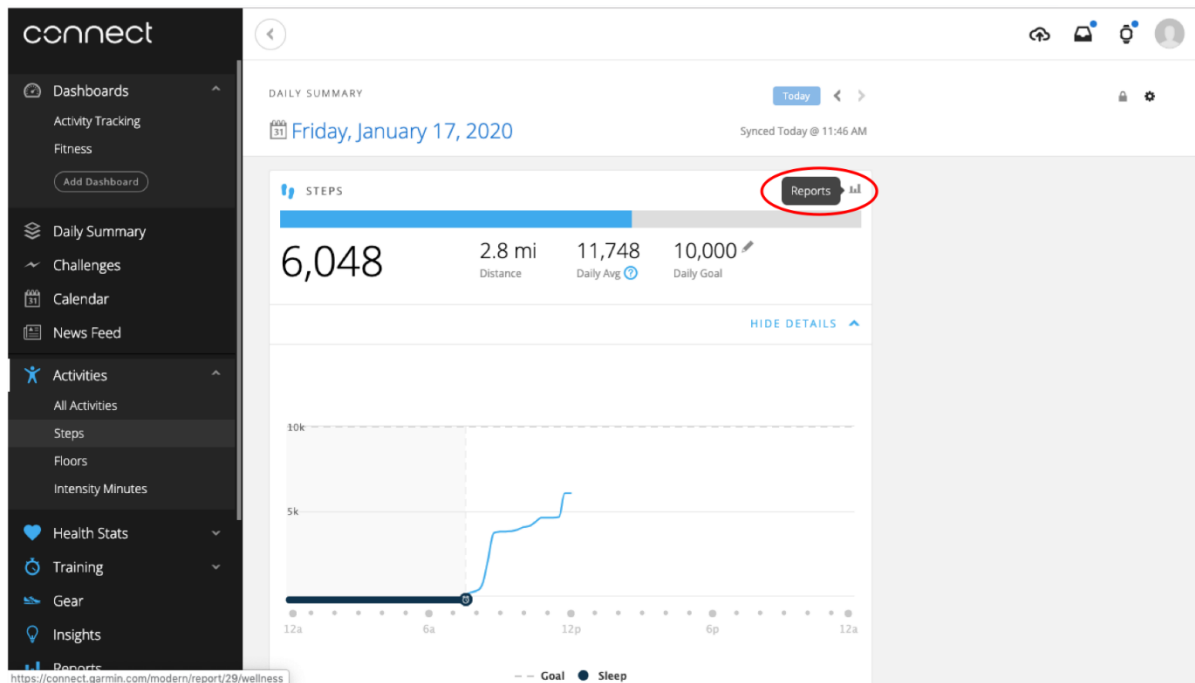 connect
Dashboards
Activity Tracking
Fitness
Add Dashboard
Daily Summary
Challenges
31
Calendar
News Feed
Activities
All Activities
Steps
Floors
Intensity Minutes
Health Stats
Training
Gear
Insights
Reports
https://connect.garmin.com/modern/report/29/wellness
DAILY SUMMARY
31
Friday, January 17, 2020
Today
Synced Today @ 11:46 AM
STEPS
Reports
6,048
2.8 mi
Distance
11,748
Daily Avg ?
10,000
Daily Goal
HIDE DETAILS
10k
5k
12a 6a 12p 6p 12a
Goal Sleep